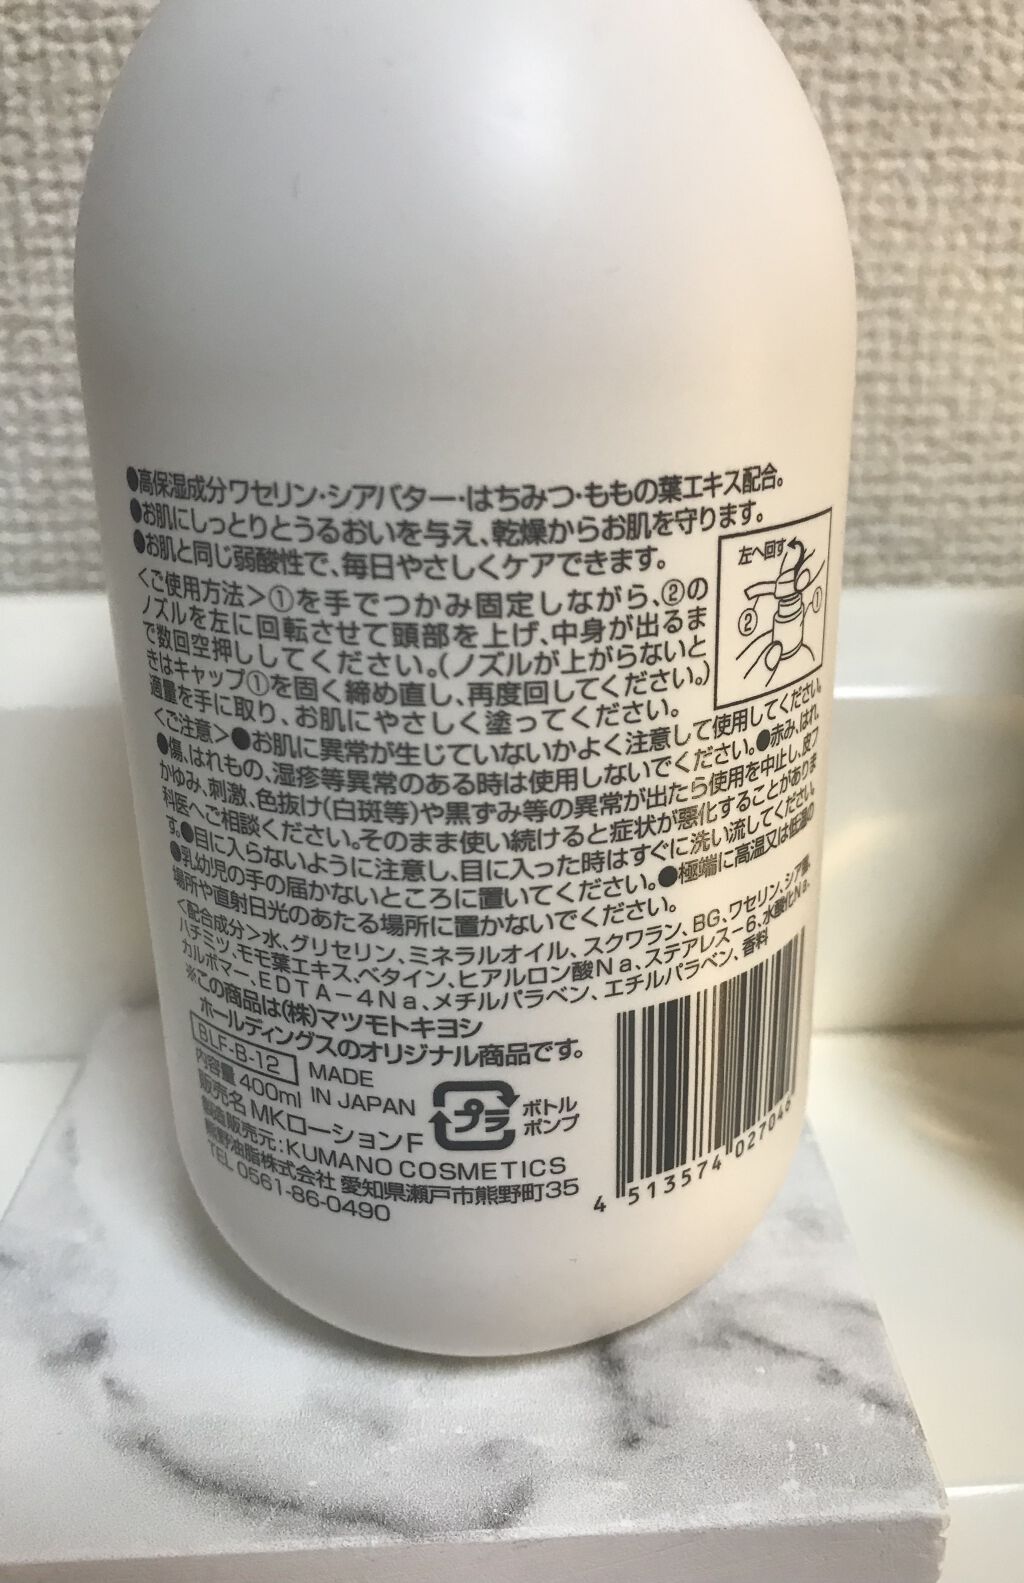 ●高保湿成分ワセリン・シアバター・はちみつ・ももの葉エキス配合。
●お肌にしっとりとうるおいを与え、乾燥からお肌を守ります。
●お肌と同じ弱酸性で、毎日やさしくケアできます。
＜ご使用方法＞①を手でつかみ固定しながら、②の
ノズルを左に回転させて頭部を上げ、中身が出るま
で数回空押ししてください。(ノズルが上がらないと
きはキャップ①を固く締め直し、再度回してください。)
適量を手に取り、お肌にやさしく塗ってください。
左へ回す
①
②
＜ご注意＞●お肌に異常が生じていないかよく注意して使用してください。
●傷、はれもの、湿疹等異常のある時は使用しないでください。●赤み、はれ、
かゆみ、刺激、色抜け(白斑等)や黒ずみ等の異常が出たら使用を中止し、皮フ
科医へご相談ください。そのまま使い続けると症状が悪化することがありま
す。●目に入らないように注意し、目に入った時はすぐに洗い流してください。
●乳幼児の手の届かないところに置いてください。●極端に高温又は低温の
場所や直射日光のあたる場所に置かないでください。
＜配合成分＞水、グリセリン、ミネラルオイル、スクワラン、BG、ワセリン、シア脂、
ハチミツ、モモ葉エキス、ベタイン、ヒアルロン酸Na、ステアレス-6、水酸化Na、
カルボマー、EDTA-4Na、メチルパラベン、エチルパラベン、香料
※この商品は(株)マツモトキヨシ
ホールディングスのオリジナル商品です。
BLF-B-12
MADE
IN JAPAN
内容量 400ml
販売名 MKローションF
プラ
ボトル
ポンプ
製造販売元:KUMANO COSMETICS
熊野油脂株式会社 愛知県瀬戸市熊野町35
TEL 0561-86-0490
4 513574 027046